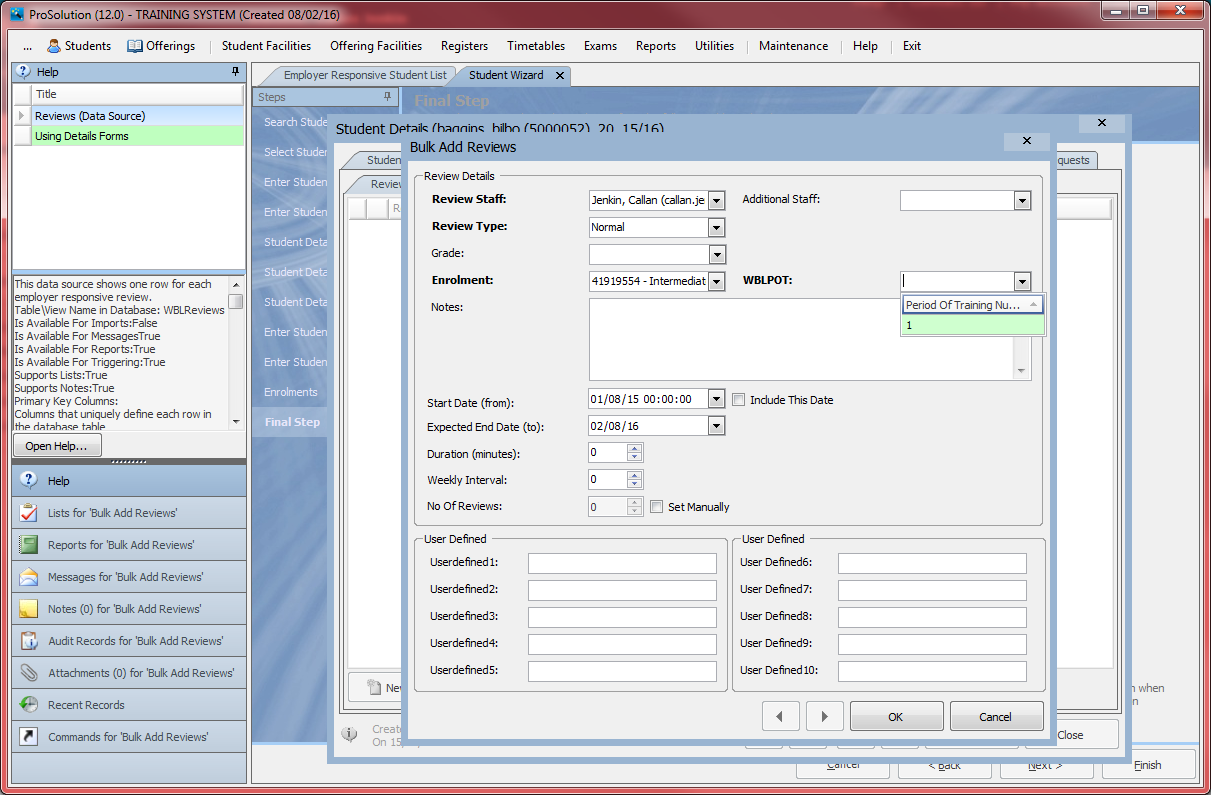 ProSolution (12.0) - TRAINING SYSTEM (Created 08/02/16)
... Students Offerings Student Facilities Offering Facilities Registers Timetables Exams Reports Utilities Maintenance Help Exit
Help
Title
Reviews (Data Source)
Using Details Forms
This data source shows one row for each
employer responsive review.
Table\View Name in Database: WBLReviews
Is Available For Imports:False
Is Available For MessagesTrue
Is Available For Reports:True
Is Available For Triggering:True
Supports Lists:True
Supports Notes:True
Primary Key Columns:
Columns that uniquely define each row in
the database table
Open Help...
Help
Lists for 'Bulk Add Reviews'
Reports for 'Bulk Add Reviews'
Messages for 'Bulk Add Reviews'
Notes (0) for 'Bulk Add Reviews'
Audit Records for 'Bulk Add Reviews'
Attachments (0) for 'Bulk Add Reviews'
Recent Records
Commands for 'Bulk Add Reviews'
Employer Responsive Student List Student Wizard
Steps
Final Step
Search Stude
Select Studen
Enter Studen
Enter Studen
Student Deta
Student Deta
Student Deta
Enter Studen
Enter Studen
Enrolments
Final Step
Student Details (baggins, bilbo (5000052), 20, 15/16)
Studen
quests
Review
R
New
Create
On 15
Close
n when
n
Cancel < Back Next > Finish
Bulk Add Reviews
Review Details
Review Staff: Jenkin, Callan (callan.je Additional Staff:
Review Type: Normal
Grade:
Enrolment: 41919554 - Intermediat WBLPOT:
Period Of Training Nu...
1
Notes:
Start Date (from): 01/08/15 00:00:00 Include This Date
Expected End Date (to): 02/08/16
Duration (minutes): 0
Weekly Interval: 0
No Of Reviews: 0 Set Manually
User Defined
Userdefined1:
Userdefined2:
Userdefined3:
Userdefined4:
Userdefined5:
User Defined
User Defined6:
User Defined7:
User Defined8:
User Defined9:
User Defined10:
OK Cancel